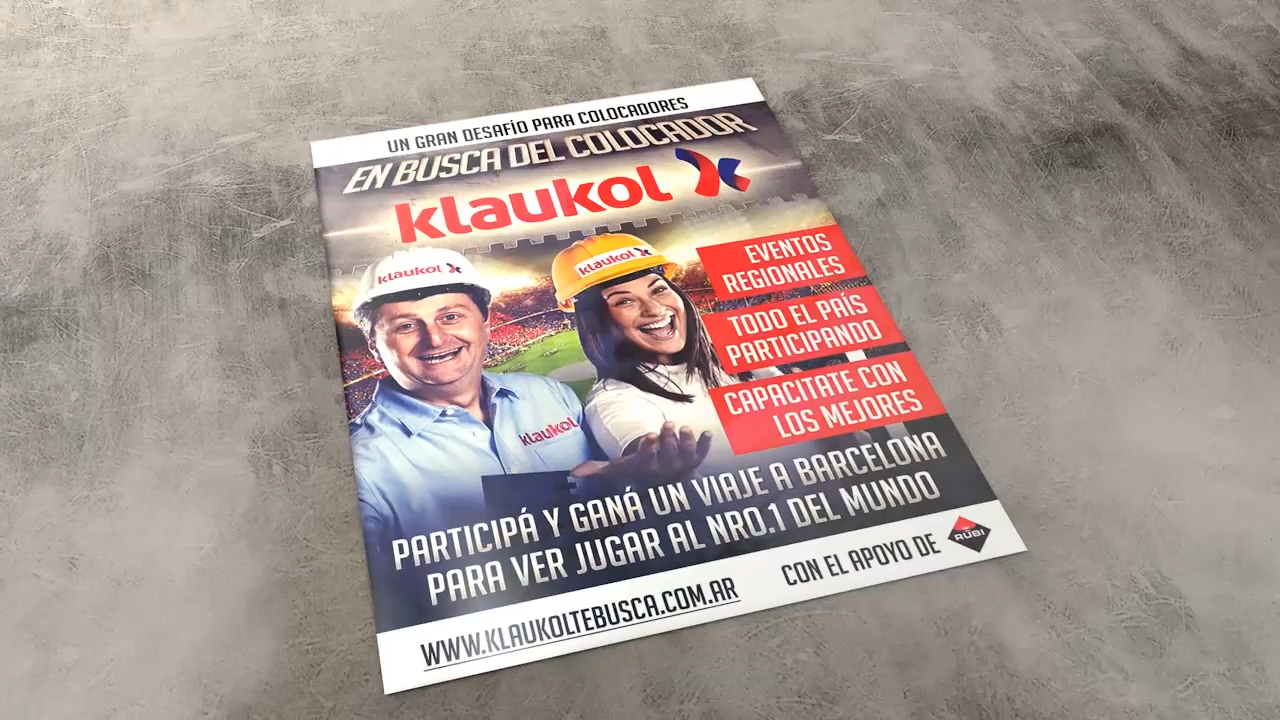 UN GRAN DESAFÍO PARA COLOCADORES
EN BUSCA DEL COLOCADOR
klaukol
klaukol
klaukol
EVENTOS
REGIONALES
TODO EL PAÍS
PARTICIPANDO
CAPACITATE CON
LOS MEJORES
klaukol
PARTICIPÁ Y GANÁ UN VIAJE A BARCELONA
PARA VER JUGAR AL NRO.1 DEL MUNDO
WWW.KLAUKOLTEBUSCA.COM.AR
CON EL APOYO DE
RUBI